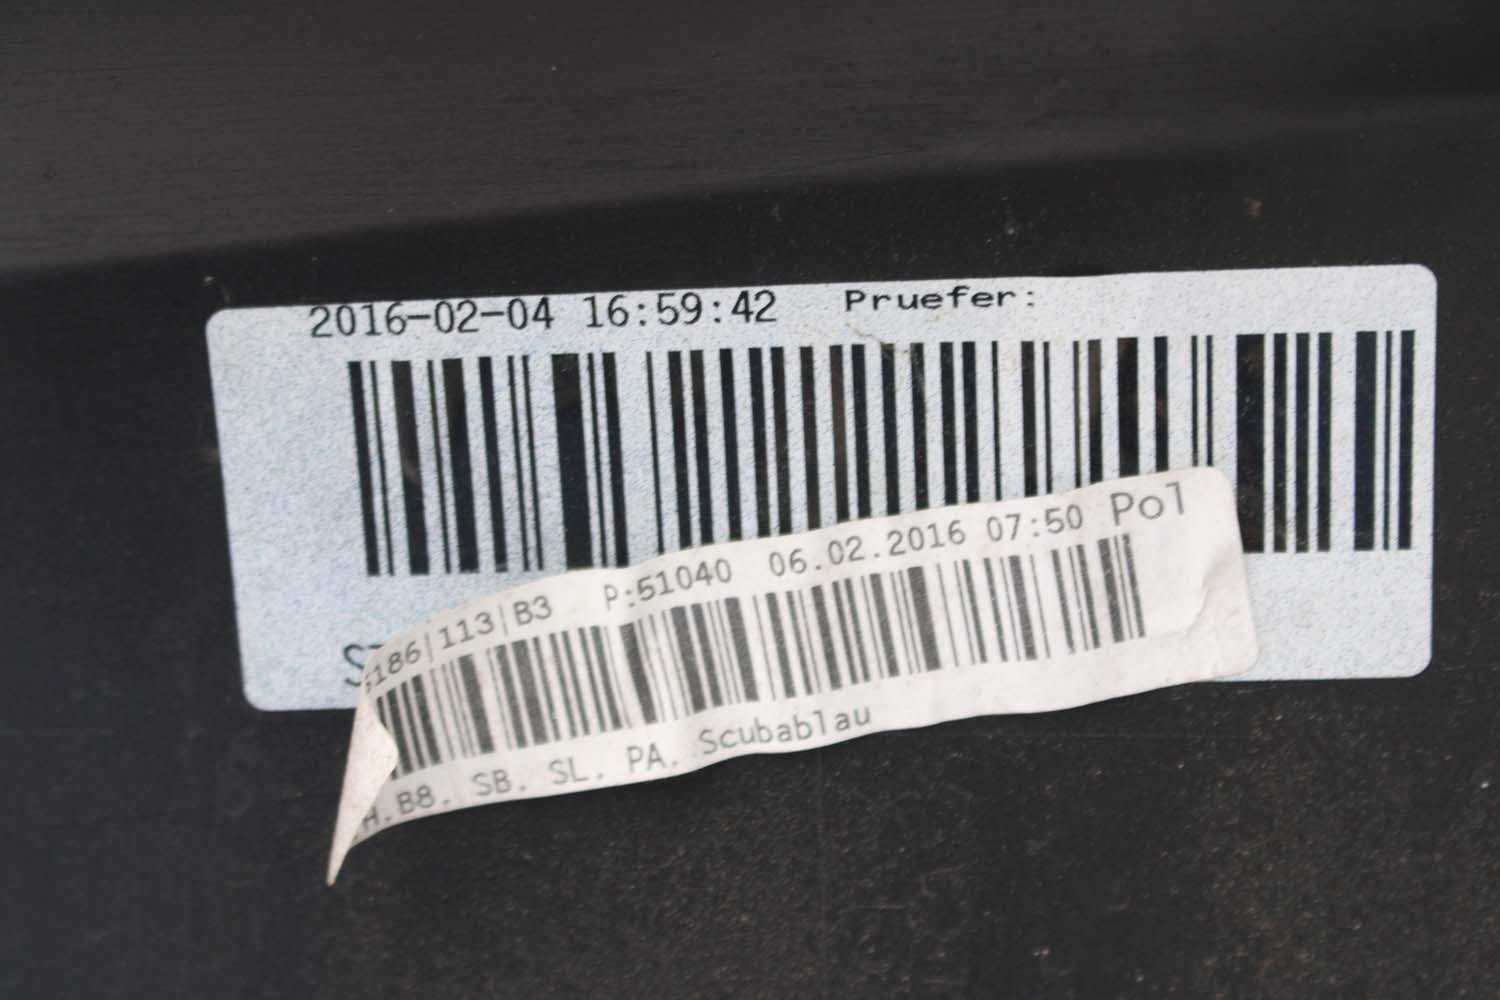 2016-02-04 16:59:42 Pruefer:
5186|113|B3 P:51040 06.02.2016 07:50 Pol
H.B8. SB. SL. PA. Scubablau